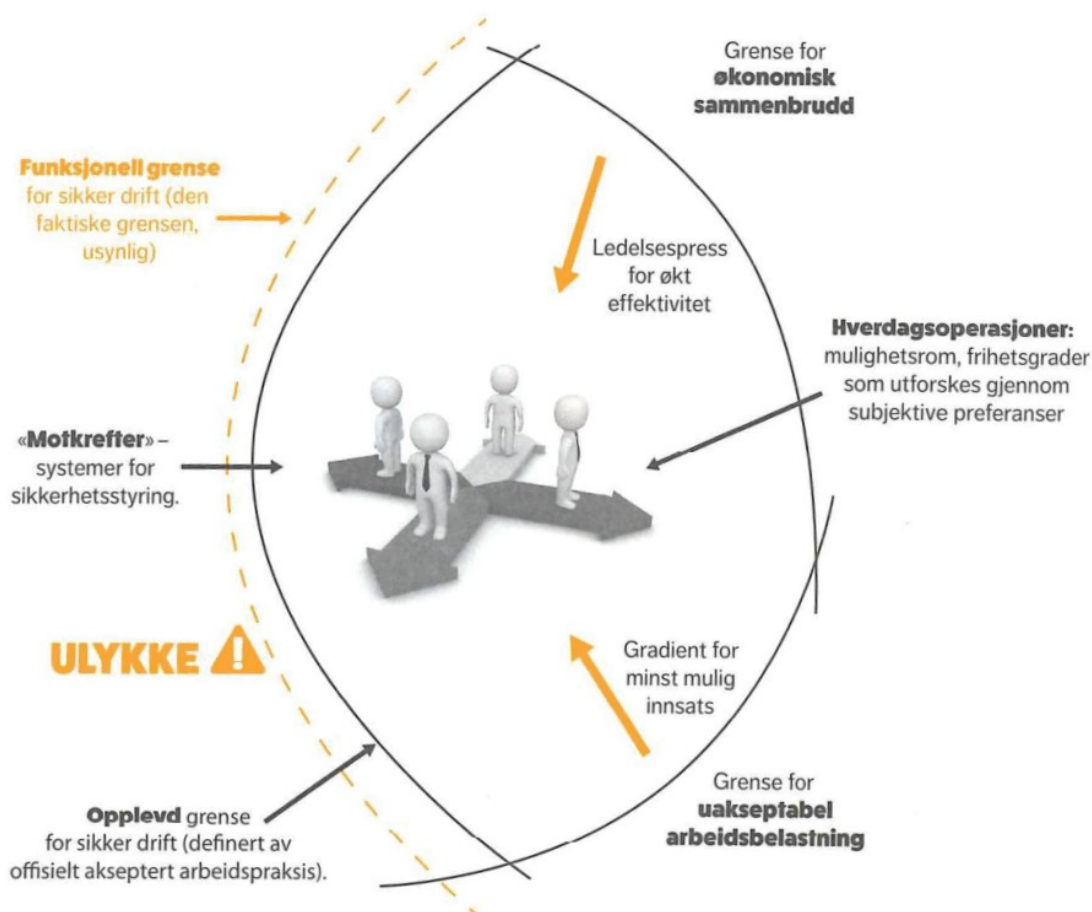 Grense for
økonomisk
sammenbrudd
Funksjonell grense
for sikker drift (den
faktiske grensen,
usynlig)
Ledelsespress
for økt
effektivitet
Hverdagsoperasjoner:
mulighetsrom, frihetsgrader
som utforskes gjennom
subjektive preferanser
«Motkrefter» –
systemer for
sikkerhetsstyring.
ULYKKE
Gradient for
minst mulig
innsats
Grense for
uakseptabel
arbeidsbelastning
Opplevd grense
for sikker drift (definert av
offisielt akseptert arbeidspraksis).